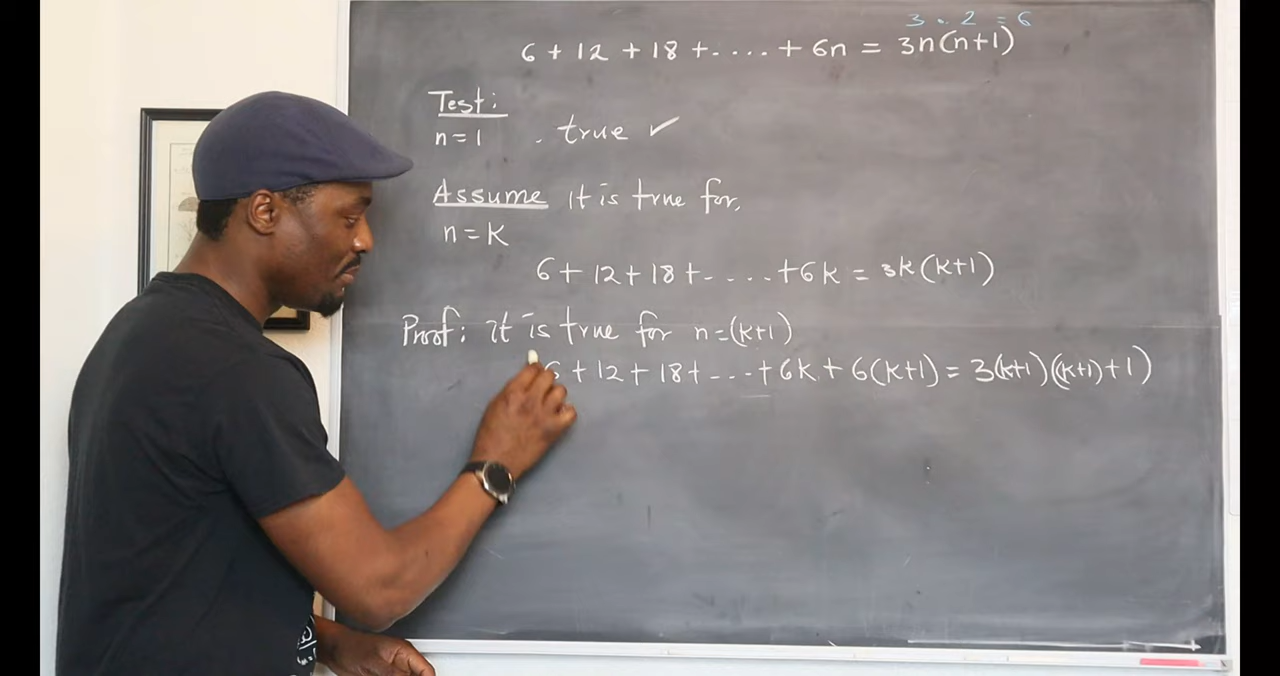 3 . 2 = 6
6 + 12 + 18 + .... + 6n = 3n(n+1)
Test:
n=1 . true ✓
Assume it is true for,
n = K
6 + 12 + 18 + .... + 6k = 3k(k+1)
Proof: it is true for n=(k+1)
6 + 12 + 18 + ... + 6k + 6(k+1) = 3(k+1)((k+1)+1)